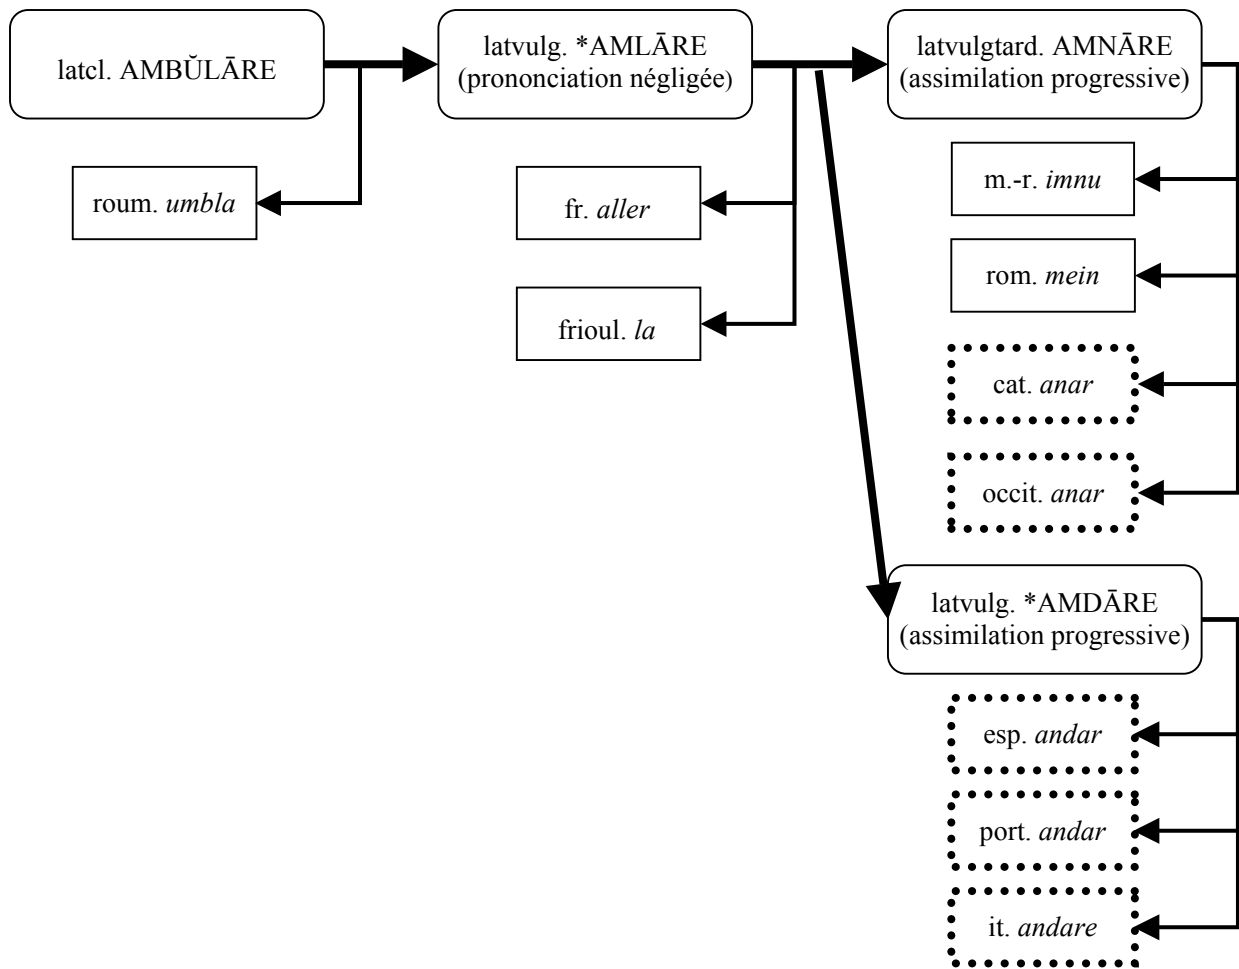 latcl. AMBŬLĀRE
latvulg. *AMLĀRE
(prononciation négligée)
latvulgtard. AMNĀRE
(assimilation progressive)
roum. umbla
fr. aller
frioul. la
m.-r. imnu
rom. mein
cat. anar
occit. anar
latvulg. *AMDĀRE
(assimilation progressive)
esp. andar
port. andar
it. andare